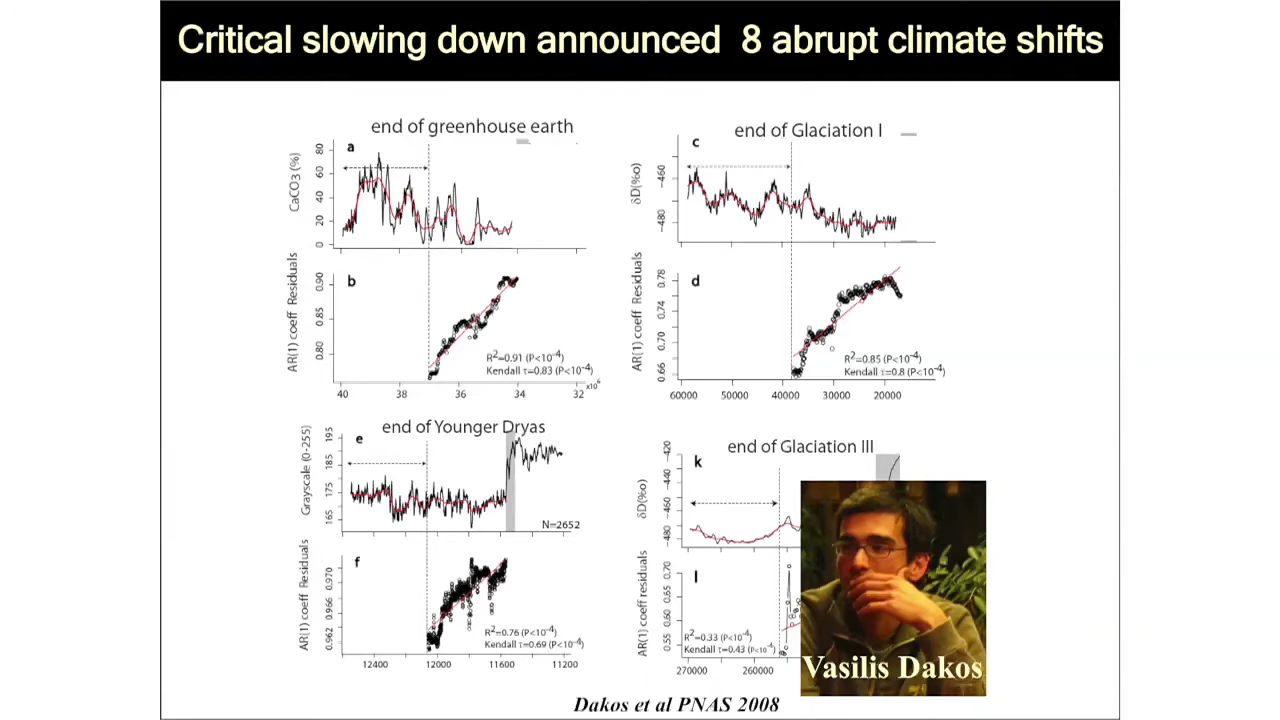 Critical slowing down announced 8 abrupt climate shifts
end of greenhouse earth
a
CaCO3 (%)
80
60
40
20
0
b
AR(1) coeff Residuals
0.90
0.85
0.80
R2=0.91 (P<10-4)
Kendall τ=0.83 (P<10-4)
40 38 36 34 32 x106
end of Glaciation I
c
δD(‰)
-460
-480
d
AR(1) coeff Residuals
0.78
0.74
0.70
0.66
R2=0.85 (P<10-4)
Kendall τ=0.8 (P<10-4)
60000 50000 40000 30000 20000
end of Younger Dryas
e
Grayscale (0-255)
195
185
175
165
N=2652
f
AR(1) coeff Residuals
0.970
0.966
0.962
R2=0.76 (P<10-4)
Kendall τ=0.69 (P<10-4)
12400 12000 11600 11200
end of Glaciation III
k
δD(‰)
-420
-440
-460
-480
l
AR(1) coeff residuals
0.70
0.65
0.60
0.55
R2=0.33 (P<10-4)
Kendall τ=0.43 (P<10-4)
270000 260000
Vasilis Dakos
Dakos et al PNAS 2008